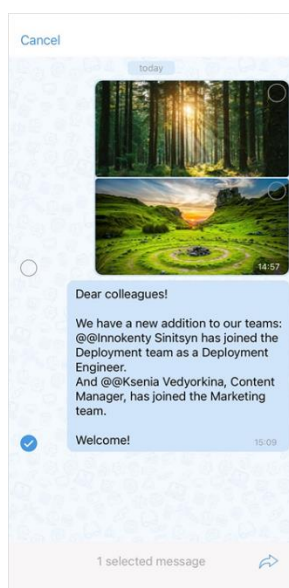 Cancel
today
14:57
Dear colleagues!
We have a new addition to our teams:
@@Innokenty Sinitsyn has joined the
Deployment team as a Deployment
Engineer.
And @@Ksenia Vedyorkina, Content
Manager, has joined the Marketing
team.
Welcome!
15:09
1 selected message